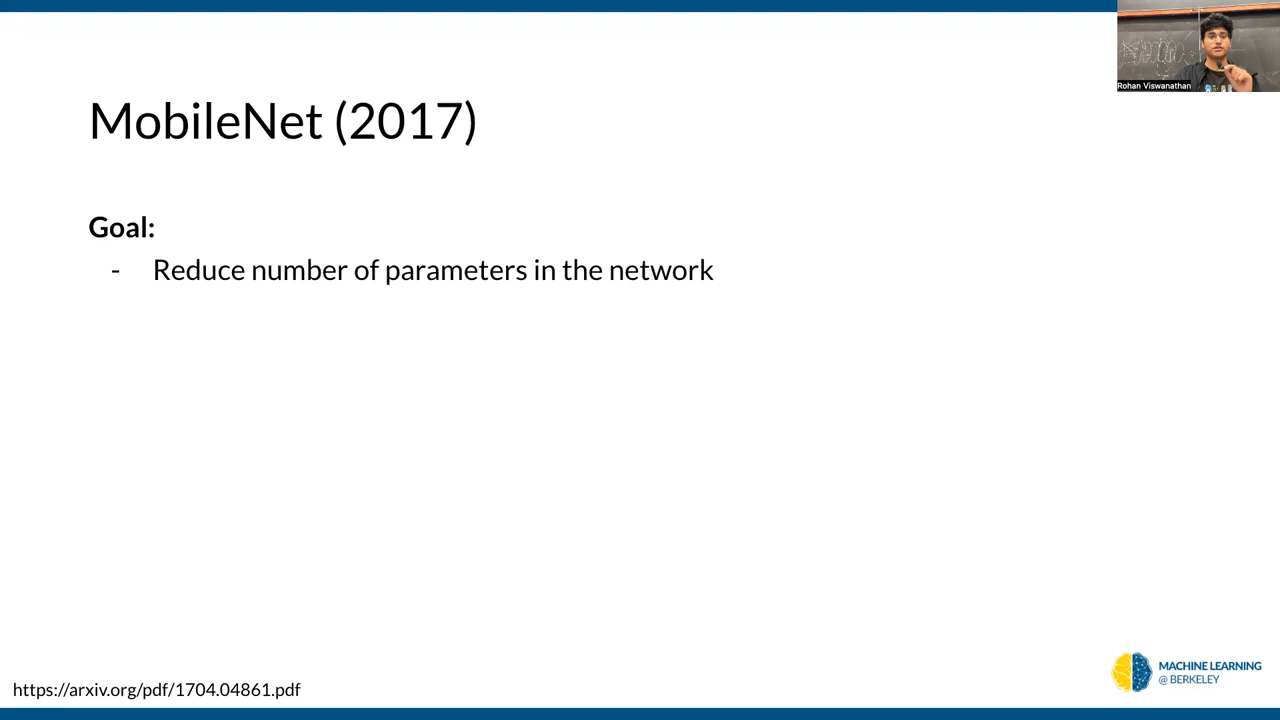 Rohan Viswanathan
MobileNet (2017)
Goal:
- Reduce number of parameters in the network
MACHINE LEARNING
@ BERKELEY
https://arxiv.org/pdf/1704.04861.pdf